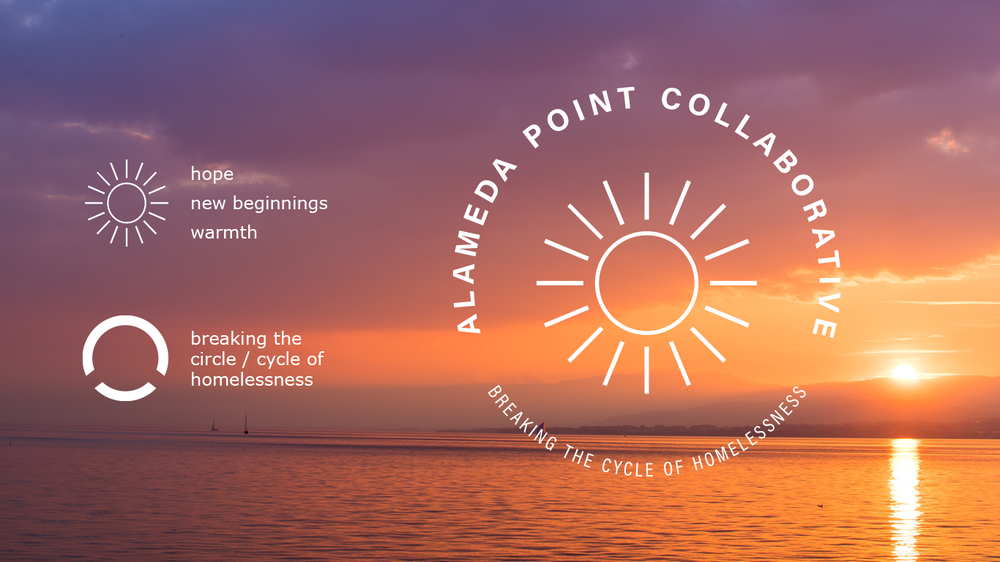 hope
new beginnings
warmth
breaking the
circle / cycle of
homelessness
ALAMEDA POINT COLLABORATIVE
BREAKING THE CYCLE OF HOMELESSNESS